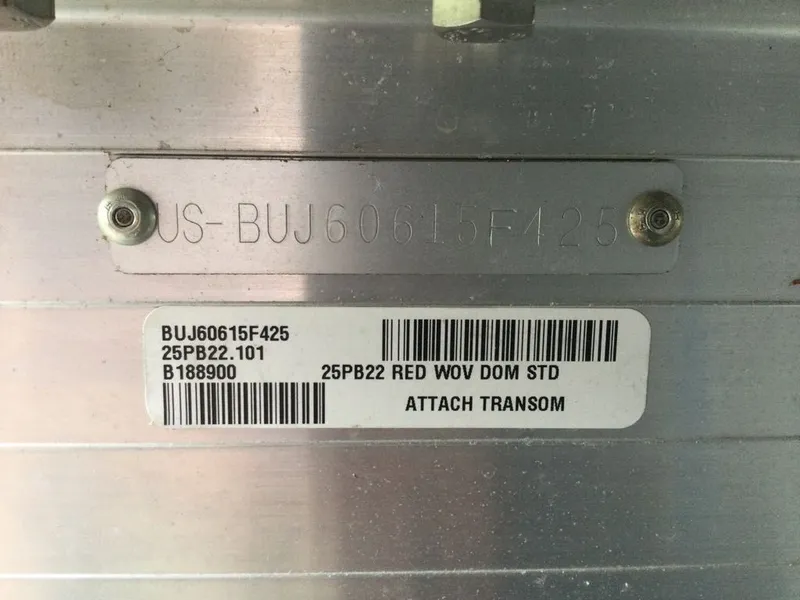 US-BUJ60615F425
BUJ60615F425
25PB22.101
B188900
25PB22 RED WOV DOM STD
ATTACH TRANSOM